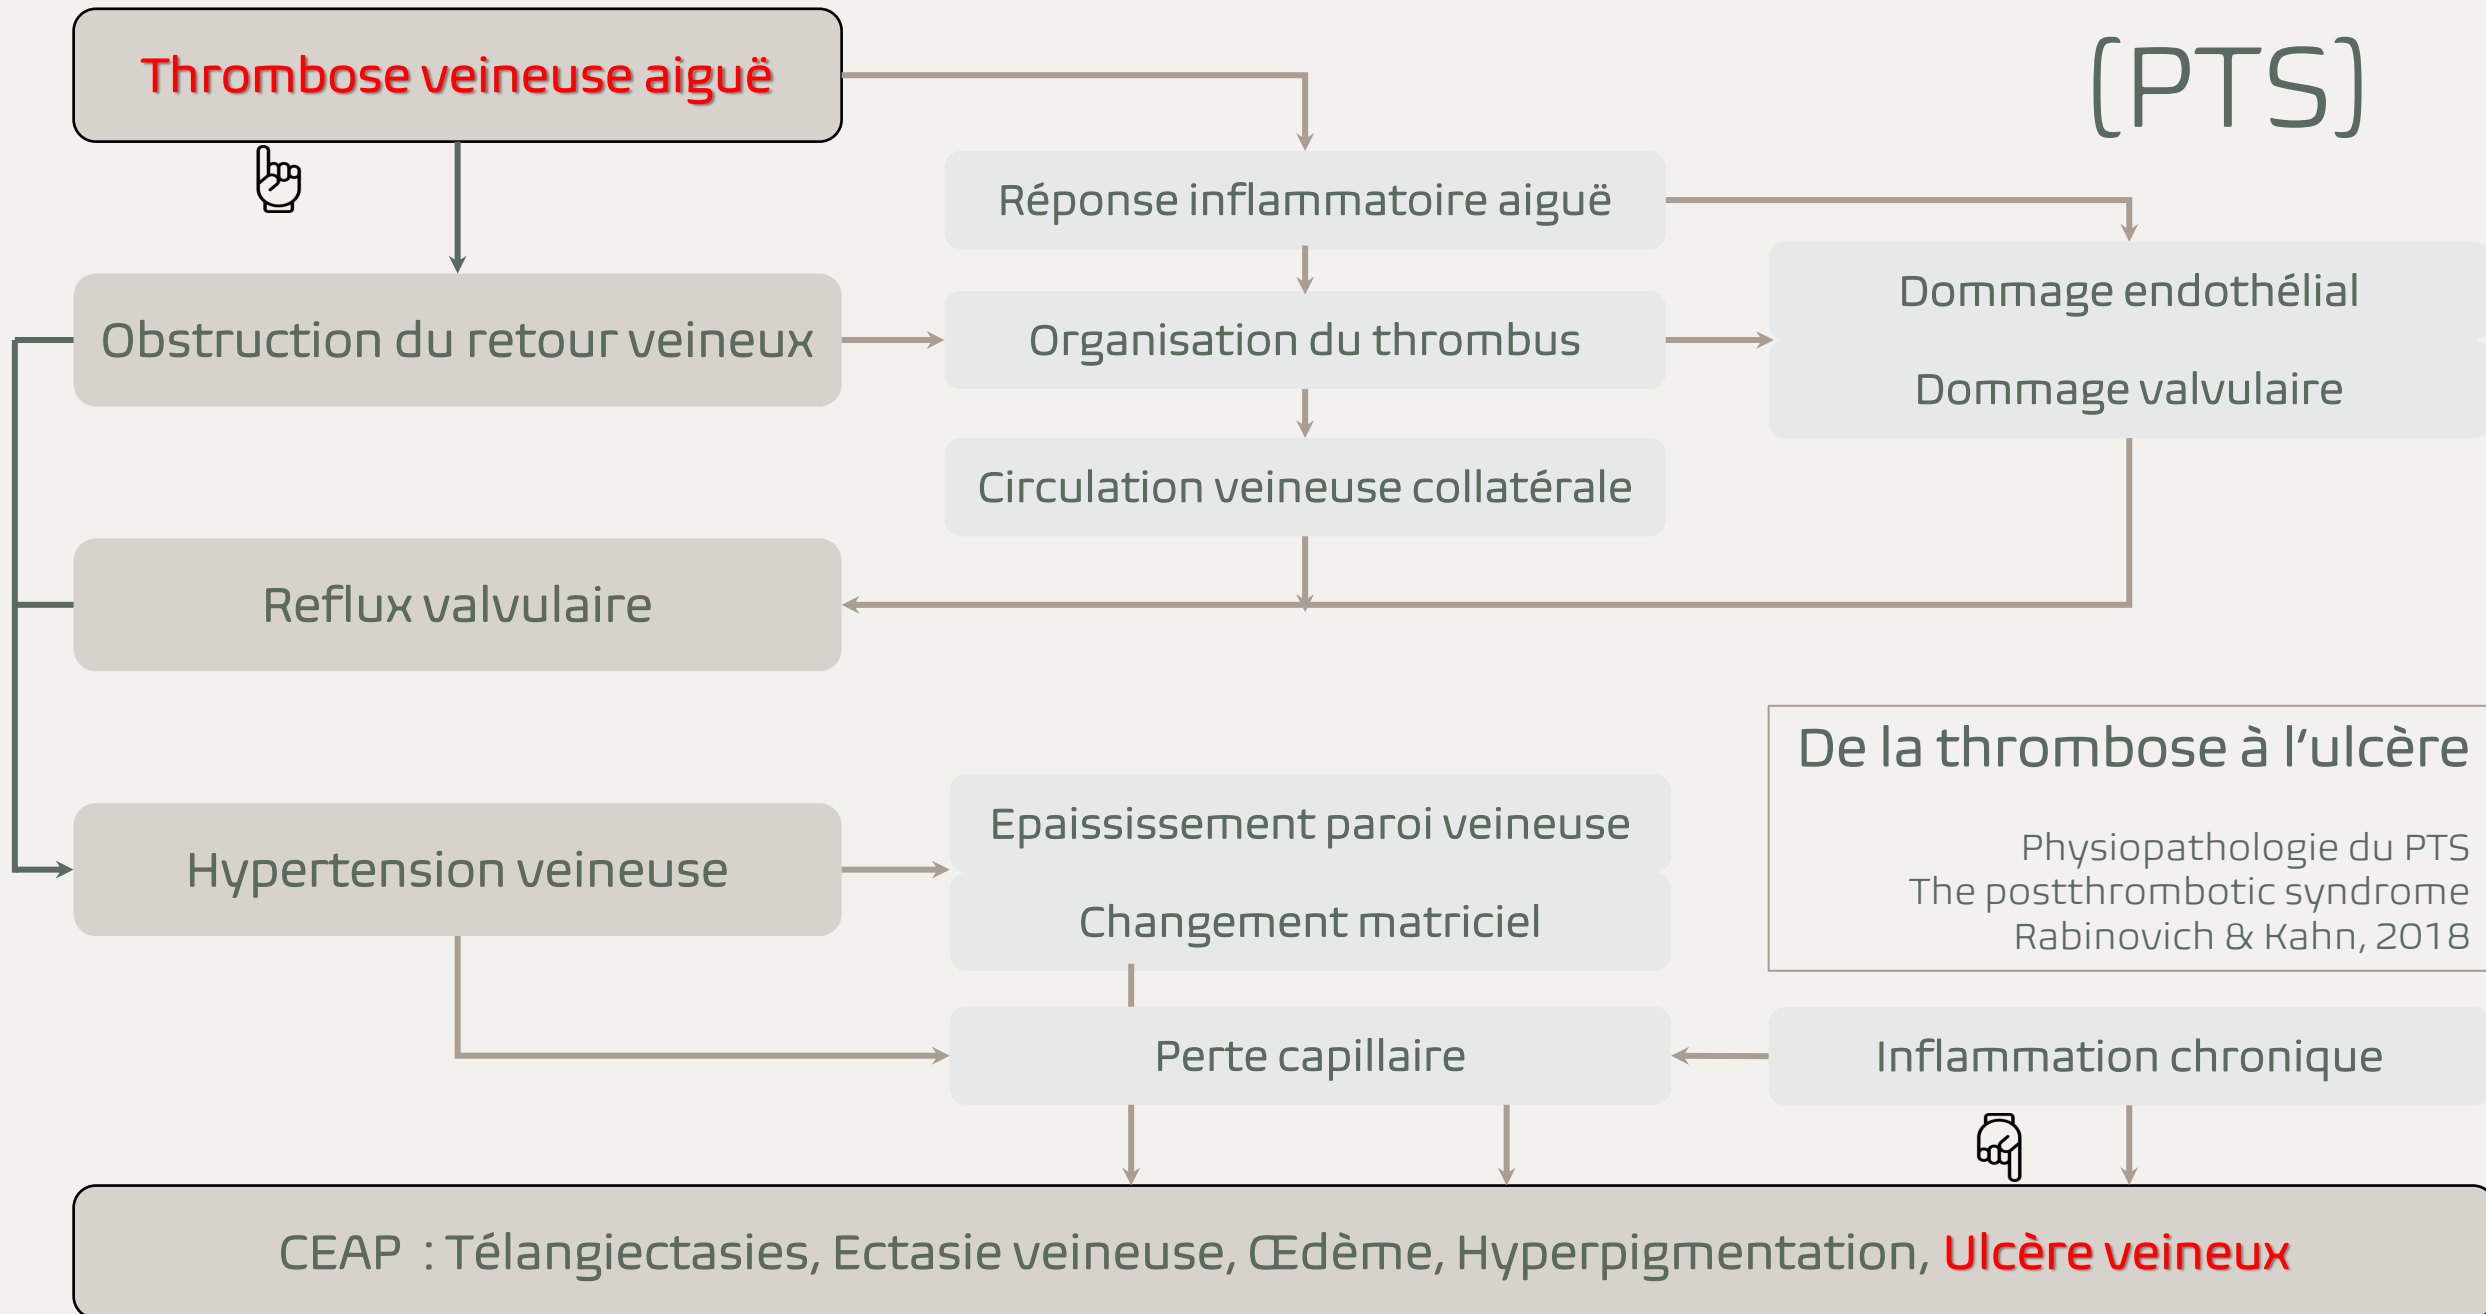 Thrombose veineuse aiguë
(PTS)
Réponse inflammatoire aiguë
Dommage endothélial
Obstruction du retour veineux
Organisation du thrombus
Dommage valvulaire
Circulation veineuse collatérale
Reflux valvulaire
De la thrombose à l’ulcère
Physiopathologie du PTS
The postthrombotic syndrome
Rabinovich & Kahn, 2018
Epaississement paroi veineuse
Hypertension veineuse
Changement matriciel
Perte capillaire
Inflammation chronique
CEAP : Télangiectasies, Ectasie veineuse, Œdème, Hyperpigmentation, Ulcère veineux